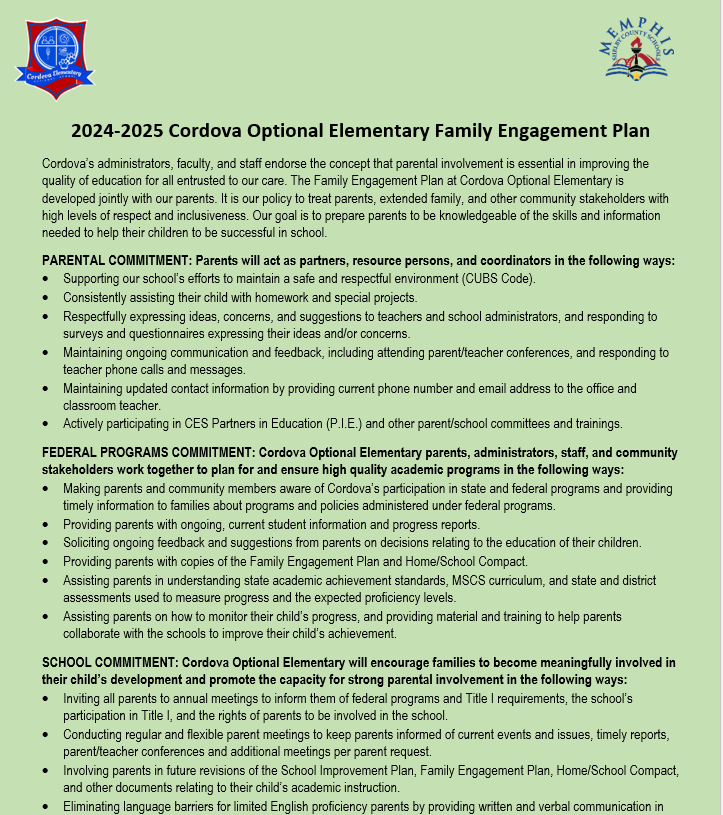 Cordova Elementary
MEMPHIS
SHELBY COUNTY SCHOOLS
2024-2025 Cordova Optional Elementary Family Engagement Plan
Cordova's administrators, faculty, and staff endorse the concept that parental involvement is essential in improving the
quality of education for all entrusted to our care. The Family Engagement Plan at Cordova Optional Elementary is
developed jointly with our parents. It is our policy to treat parents, extended family, and other community stakeholders with
high levels of respect and inclusiveness. Our goal is to prepare parents to be knowledgeable of the skills and information
needed to help their children to be successful in school.
PARENTAL COMMITMENT: Parents will act as partners, resource persons, and coordinators in the following ways:
• Supporting our school's efforts to maintain a safe and respectful environment (CUBS Code).
• Consistently assisting their child with homework and special projects.
• Respectfully expressing ideas, concerns, and suggestions to teachers and school administrators, and responding to
surveys and questionnaires expressing their ideas and/or concerns.
• Maintaining ongoing communication and feedback, including attending parent/teacher conferences, and responding to
teacher phone calls and messages.
• Maintaining updated contact information by providing current phone number and email address to the office and
classroom teacher.
• Actively participating in CES Partners in Education (P.I.E.) and other parent/school committees and trainings.
FEDERAL PROGRAMS COMMITMENT: Cordova Optional Elementary parents, administrators, staff, and community
stakeholders work together to plan for and ensure high quality academic programs in the following ways:
• Making parents and community members aware of Cordova's participation in state and federal programs and providing
timely information to families about programs and policies administered under federal programs.
• Providing parents with ongoing, current student information and progress reports.
• Soliciting ongoing feedback and suggestions from parents on decisions relating to the education of their children.
• Providing parents with copies of the Family Engagement Plan and Home/School Compact.
• Assisting parents in understanding state academic achievement standards, MSCS curriculum, and state and district
assessments used to measure progress and the expected proficiency levels.
• Assisting parents on how to monitor their child's progress, and providing material and training to help parents
collaborate with the schools to improve their child's achievement.
SCHOOL COMMITMENT: Cordova Optional Elementary will encourage families to become meaningfully involved in
their child's development and promote the capacity for strong parental involvement in the following ways:
• Inviting all parents to annual meetings to inform them of federal programs and Title I requirements, the school's
participation in Title I, and the rights of parents to be involved in the school.
• Conducting regular and flexible parent meetings to keep parents informed of current events and issues, timely reports,
parent/teacher conferences and additional meetings per parent request.
• Involving parents in future revisions of the School Improvement Plan, Family Engagement Plan, Home/School Compact,
and other documents relating to their child's academic instruction.
• Eliminating language barriers for limited English proficiency parents by providing written and verbal communication in